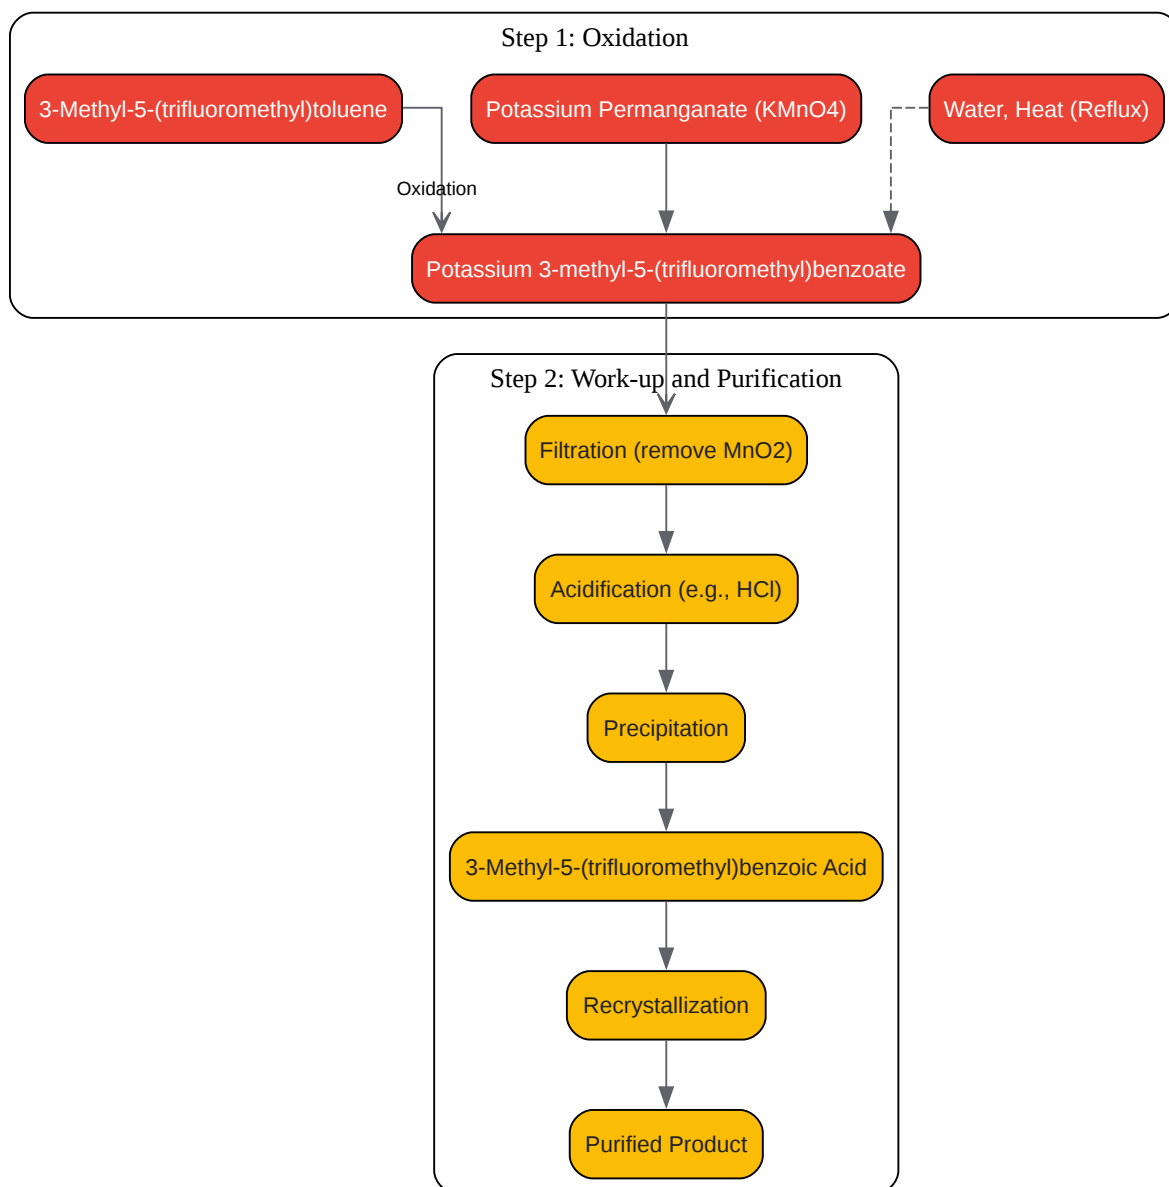 Step 1: Oxidation
3-Methyl-5-(trifluoromethyl)toluene
Potassium Permanganate (KMnO4)
Water, Heat (Reflux)
Oxidation
Potassium 3-methyl-5-(trifluoromethyl)benzoate
Step 2: Work-up and Purification
Filtration (remove MnO2)
Acidification (e.g., HCl)
Precipitation
3-Methyl-5-(trifluoromethyl)benzoic Acid
Recrystallization
Purified Product